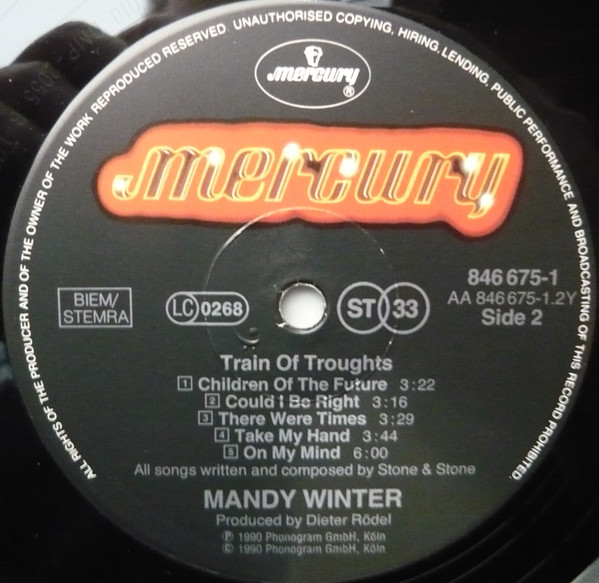 ALL RIGHTS OF THE PRODUCER AND OF THE OWNER OF THE WORK REPRODUCED RESERVED. UNAUTHORISED COPYING, HIRING, LENDING, PUBLIC PERFORMANCE AND BROADCASTING OF THIS RECORD PROHIBITED
mercury
®
mercury
BIEM/
STEMRA
LC 0268
ST 33
846 675-1
AA 846 675-1.2Y
Side 2
Train Of Troughts
1 Children Of The Future 3:22
2 Could I Be Right 3:16
3 There Were Times 3:29
4 Take My Hand 3:44
5 On My Mind 6:00
All songs written and composed by Stone & Stone
MANDY WINTER
Produced by Dieter Rödel
℗ 1990 Phonogram GmbH, Köln
© 1990 Phonogram GmbH, Köln